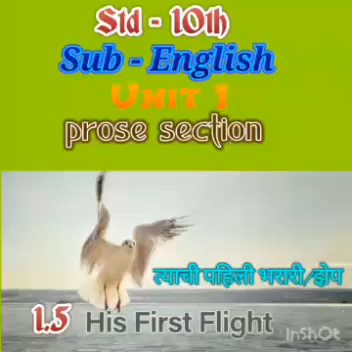 Std - 10th
Sub - English
UNIT 1
prose section
त्याची पहिली भरारी/झेप
1.5 His First Flight
InShOt